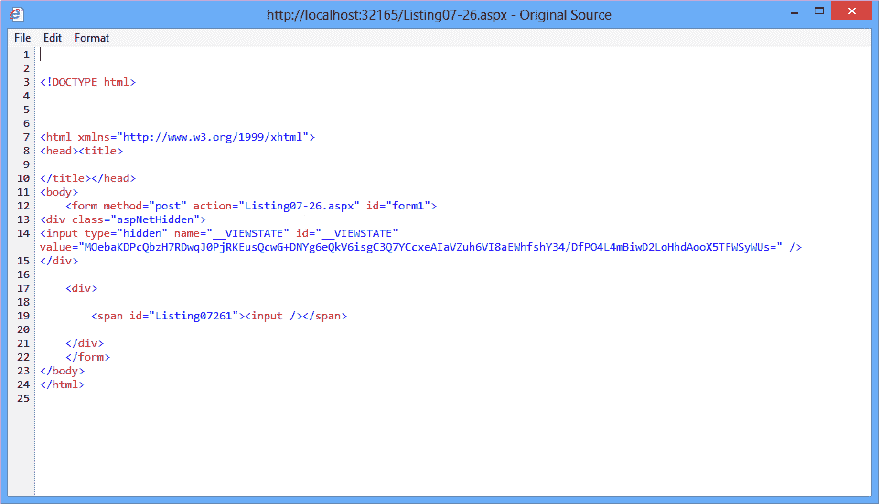 http://localhost:32165/Listing07-26.aspx - Original Source
File Edit Format
1
2
3 <!DOCTYPE html>
4
5
6
7 <html xmlns="http://www.w3.org/1999/xhtml">
8 <head><title>
9
10 </title></head>
11 <body>
12 <form method="post" action="Listing07-26.aspx" id="form1">
13 <div class="aspNetHidden">
14 <input type="hidden" name="__VIEWSTATE" id="__VIEWSTATE"
value="MOebaKDPcQbzH7RDwqJ0PjRKEusQcwG+DNYg6eQkV6isgC3Q7YCcxeAIaVZuh6VI8aEWhfshY34/DfPO4L4mBiwD2LoHhdAooX5TFWSyWUs=" />
15 </div>
16
17 <div>
18
19 <span id="Listing07261"><input /></span>
20
21 </div>
22 </form>
23 </body>
24 </html>
25